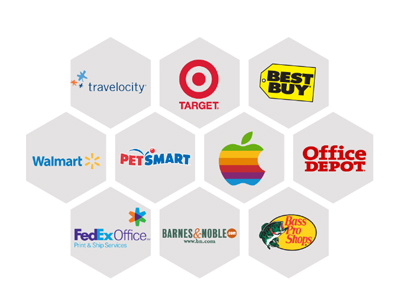 travelocity
TARGET
BEST
BUY
Walmart
PETSMART
Office
DEPOT
FedEx Office
Print & Ship Services
BARNES&NOBLE
.com
www.bn.com
Bass
Pro
Shops